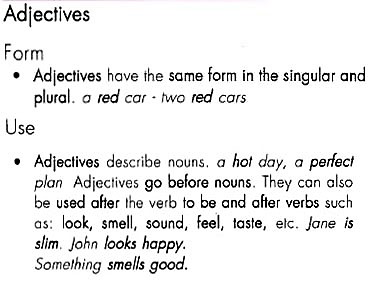 Adjectives
Form
• Adjectives have the same form in the singular and
plural. a red car - two red cars
Use
• Adjectives describe nouns. a hot day, a perfect
plan Adjectives go before nouns. They can also
be used after the verb to be and after verbs such
as: look, smell, sound, feel, taste, etc. Jane is
slim. John looks happy.
Something smells good.